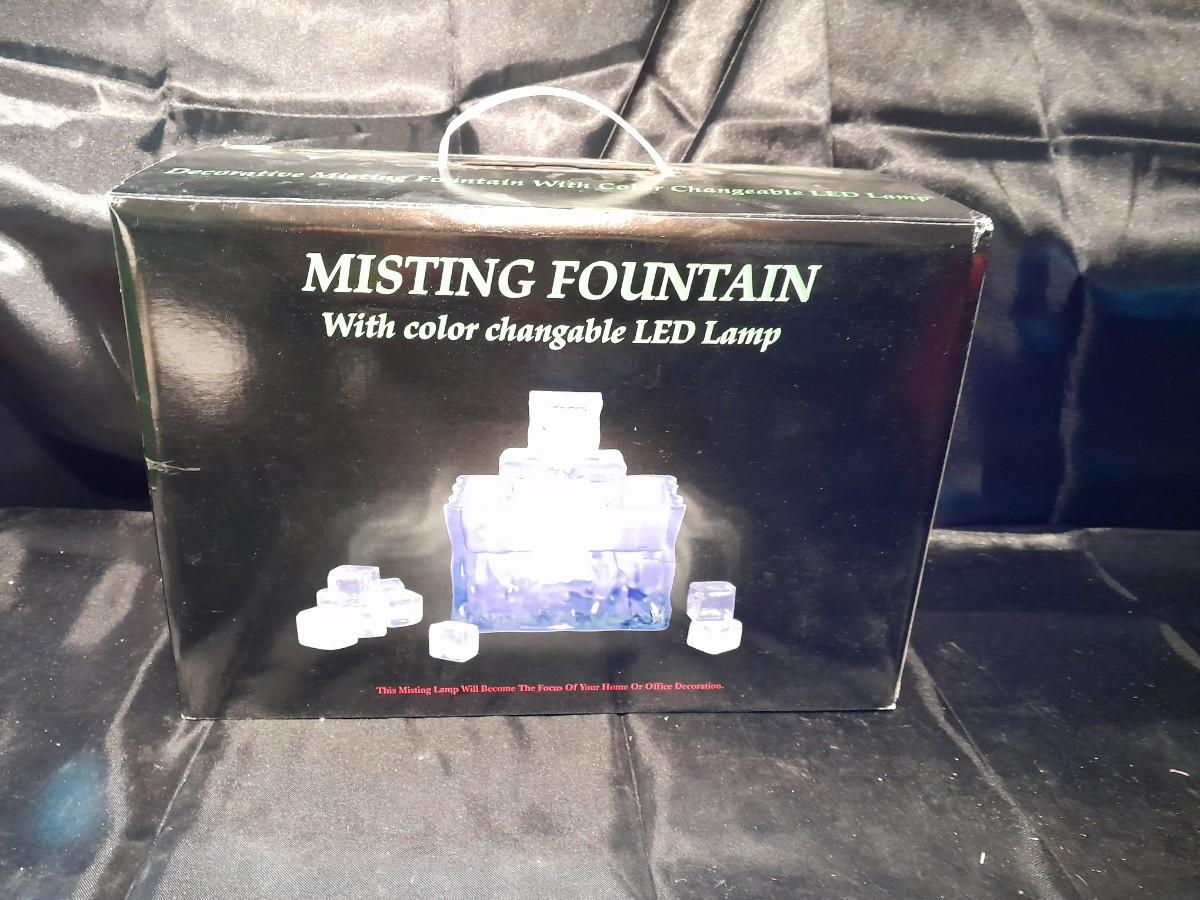 Decorative Misting Fountain With Color Changeable LED Lamp
MISTING FOUNTAIN
With color changable LED Lamp
This Misting Lamp Will Become The Focus Of Your Home Or Office Decoration.